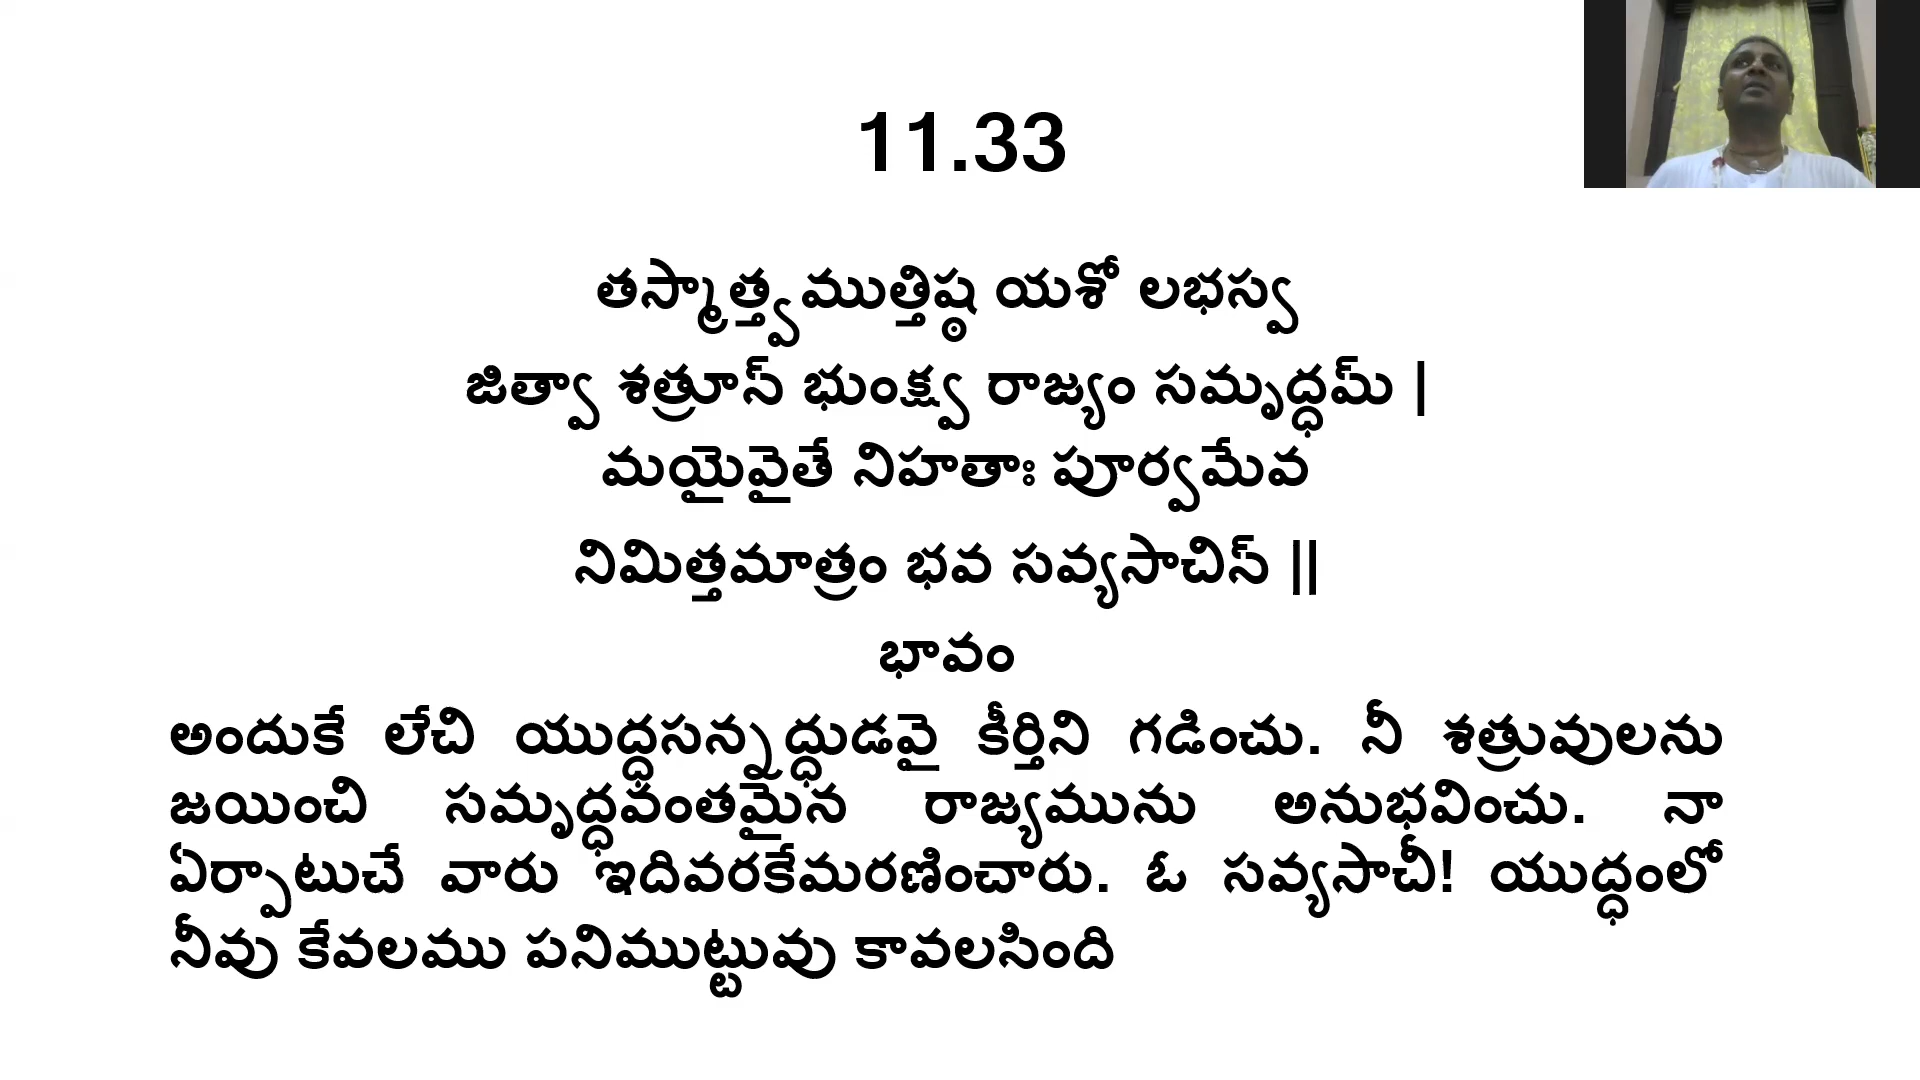 11.33
తస్మాత్త్వముత్తిష్ఠ యశో లభస్వ
జిత్వా శత్రూన్ భుంక్ష్వ రాజ్యం సమృద్ధమ్ |
మయైవైతే నిహతాః పూర్వమేవ
నిమిత్తమాత్రం భవ సవ్యసాచిన్ ||
భావం
అందుకే లేచి యుద్ధసన్నద్ధుడవై కీర్తిని గడించు. నీ శత్రువులను
జయించి సమృద్ధవంతమైన రాజ్యమును అనుభవించు. నా
ఏర్పాటుచే వారు ఇదివరకేమరణించారు. ఓ సవ్యసాచీ! యుద్ధంలో
నీవు కేవలము పనిముట్టువు కావలసింది